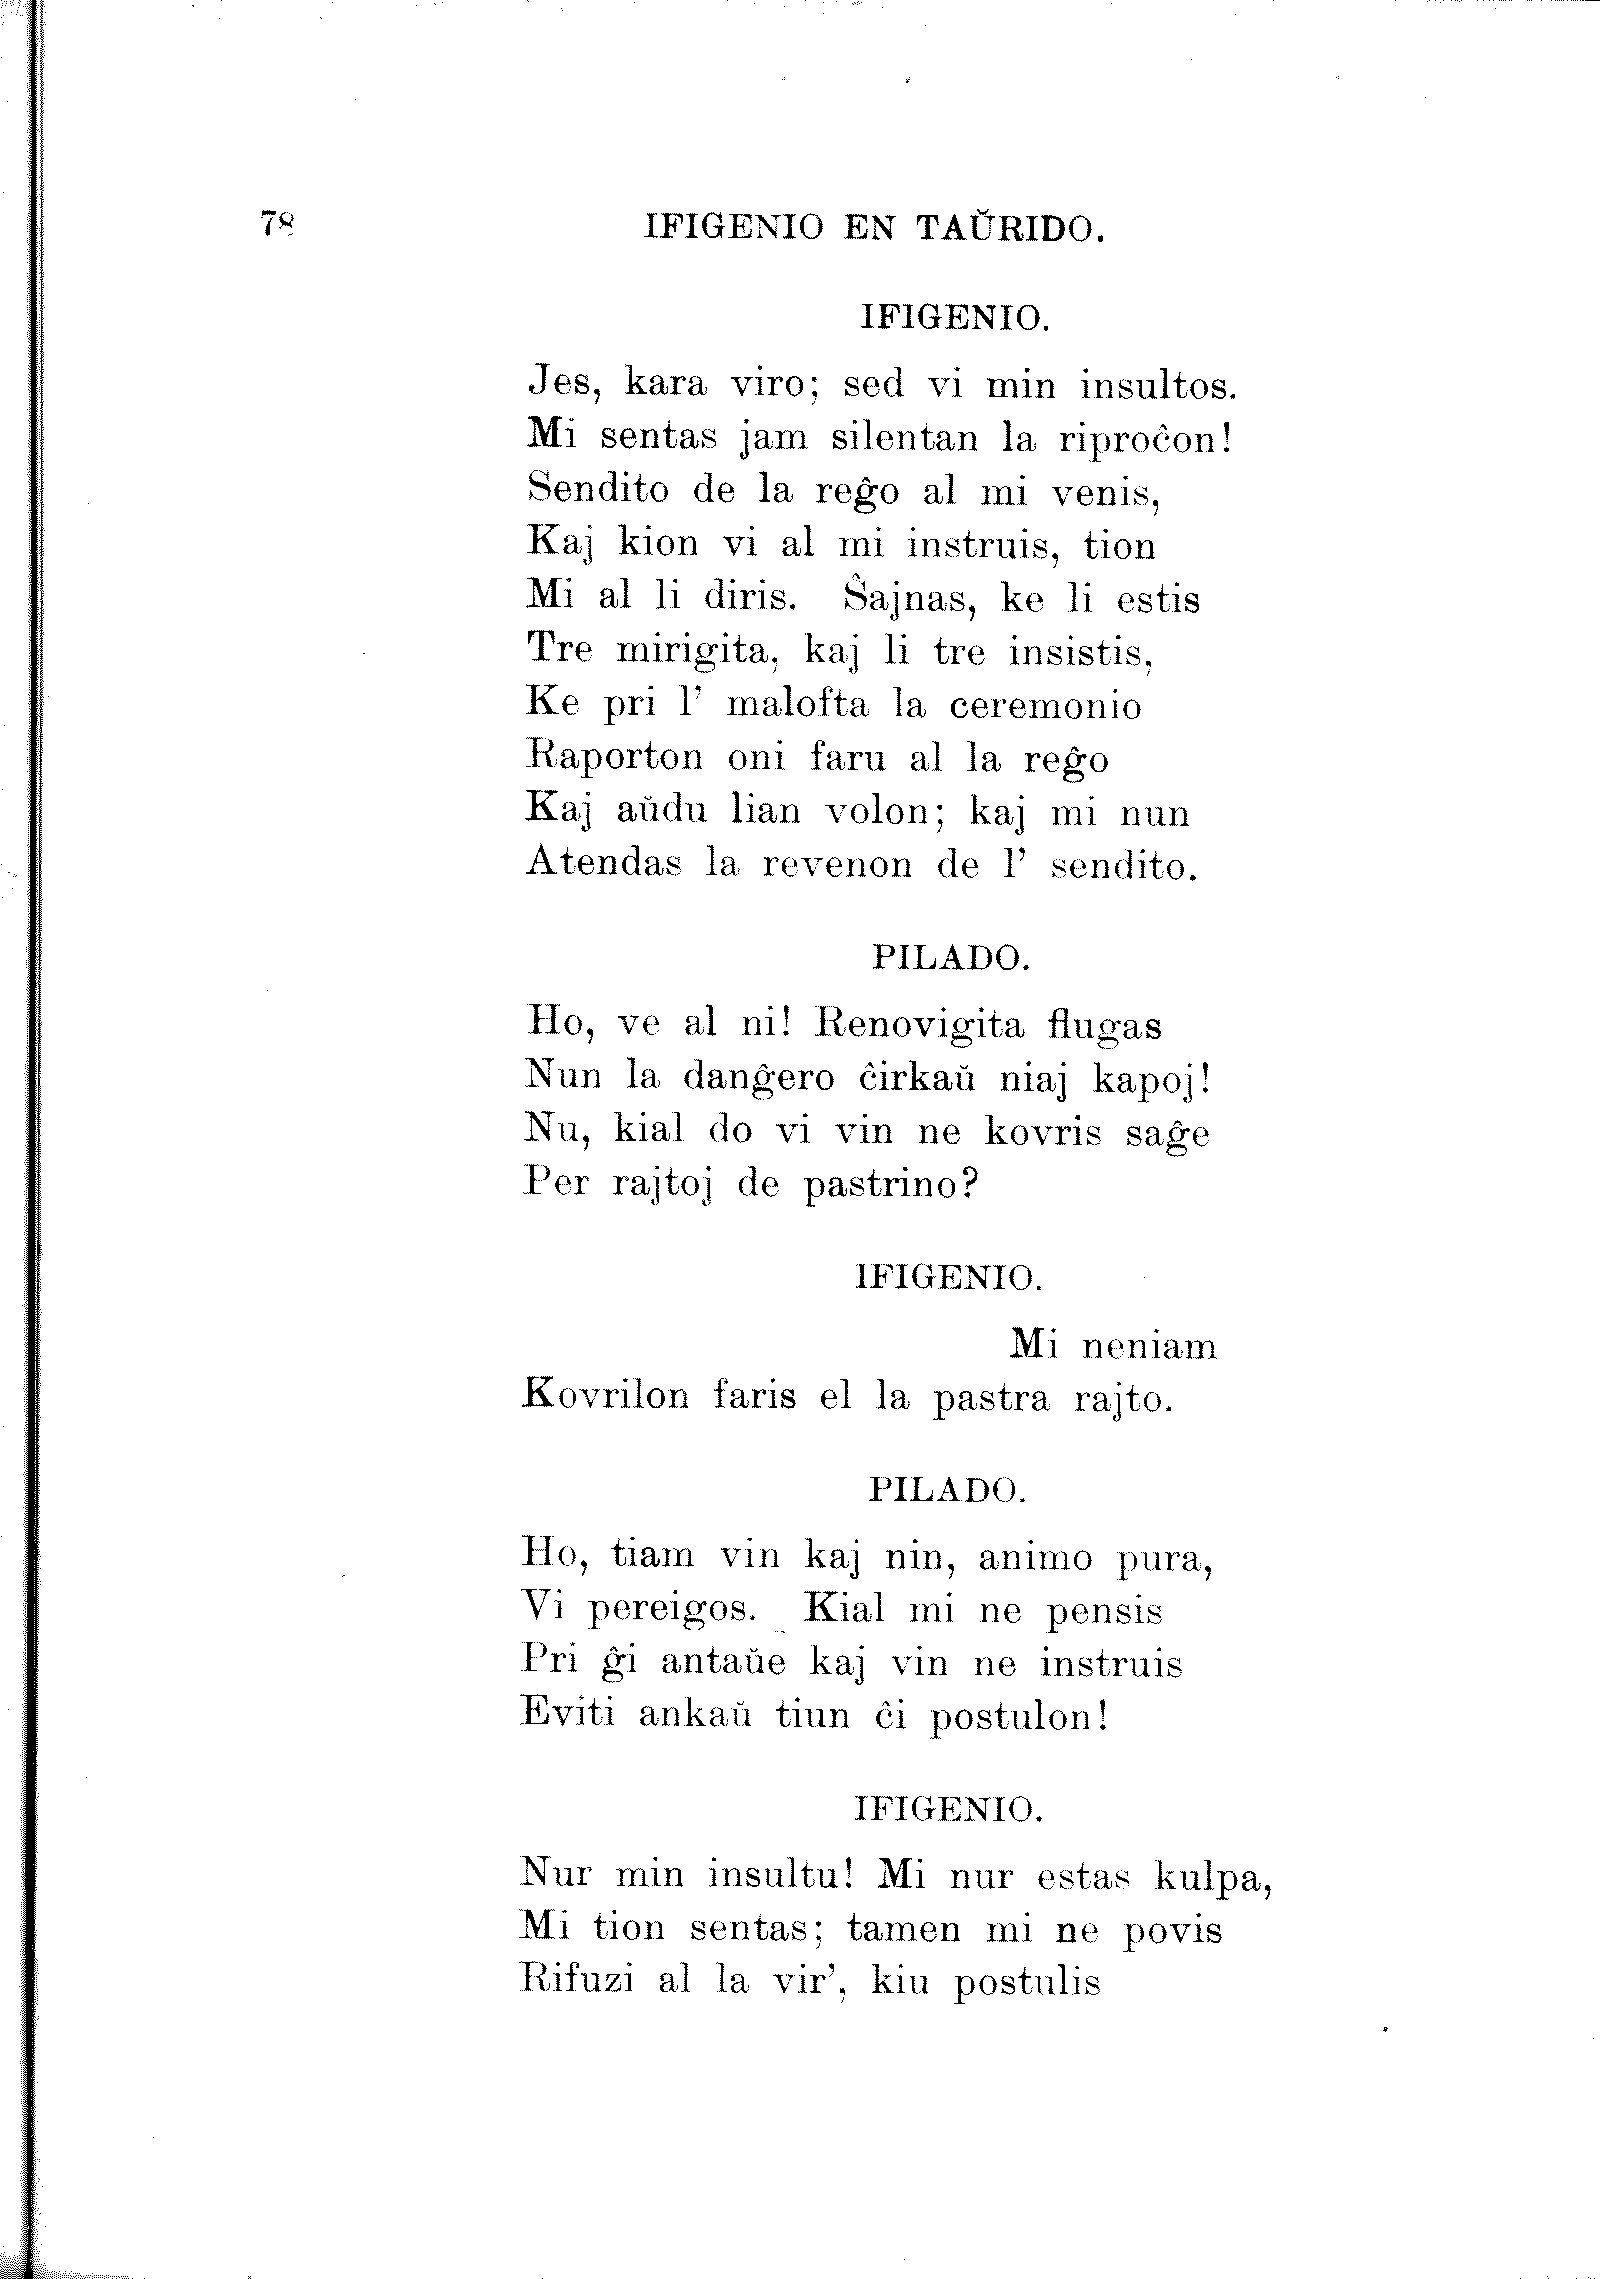 78 IFIGENIO EN TAŬRIDO.
IFIGENIO.
Jes, kara viro; sed vi min insultos.
Mi sentas jam silentan la riproĉon!
Sendito de la reĝo al mi venis,
Kaj kion vi al mi instruis, tion
Mi al li diris. Ŝajnas, ke li estis
Tre mirigita, kaj li tre insistis,
Ke pri l' malofta la ceremonio
Raporton oni faru al la reĝo
Kaj aŭdu lian volon; kaj mi nun
Atendas la revenon de l' sendito.
PILADO.
Ho, ve al ni! Renovigita flugas
Nun la danĝero ĉirkaŭ niaj kapoj!
Nu, kial do vi vin ne kovris saĝe
Per rajtoj de pastrino?
IFIGENIO.
Mi neniam
Kovrilon faris el la pastra rajto.
PILADO.
Ho, tiam vin kaj nin, animo pura,
Vi pereigos. Kial mi ne pensis
Pri ĝi antaŭe kaj vin ne instruis
Eviti ankaŭ tiun ĉi postulon!
IFIGENIO.
Nur min insultu! Mi nur estas kulpa,
Mi tion sentas; tamen mi ne povis
Rifuzi al la vir', kiu postulis